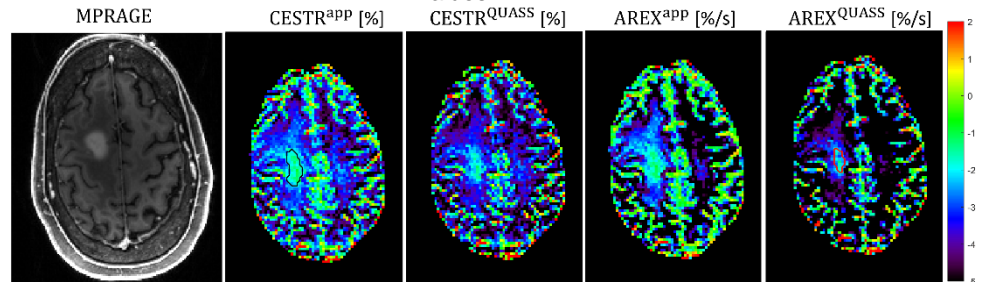 MPRAGE
CESTRapp [%]
CESTRQUASS [%]
AREXapp [%/s]
AREXQUASS [%/s]
2
1
0
-1
-2
-3
-4